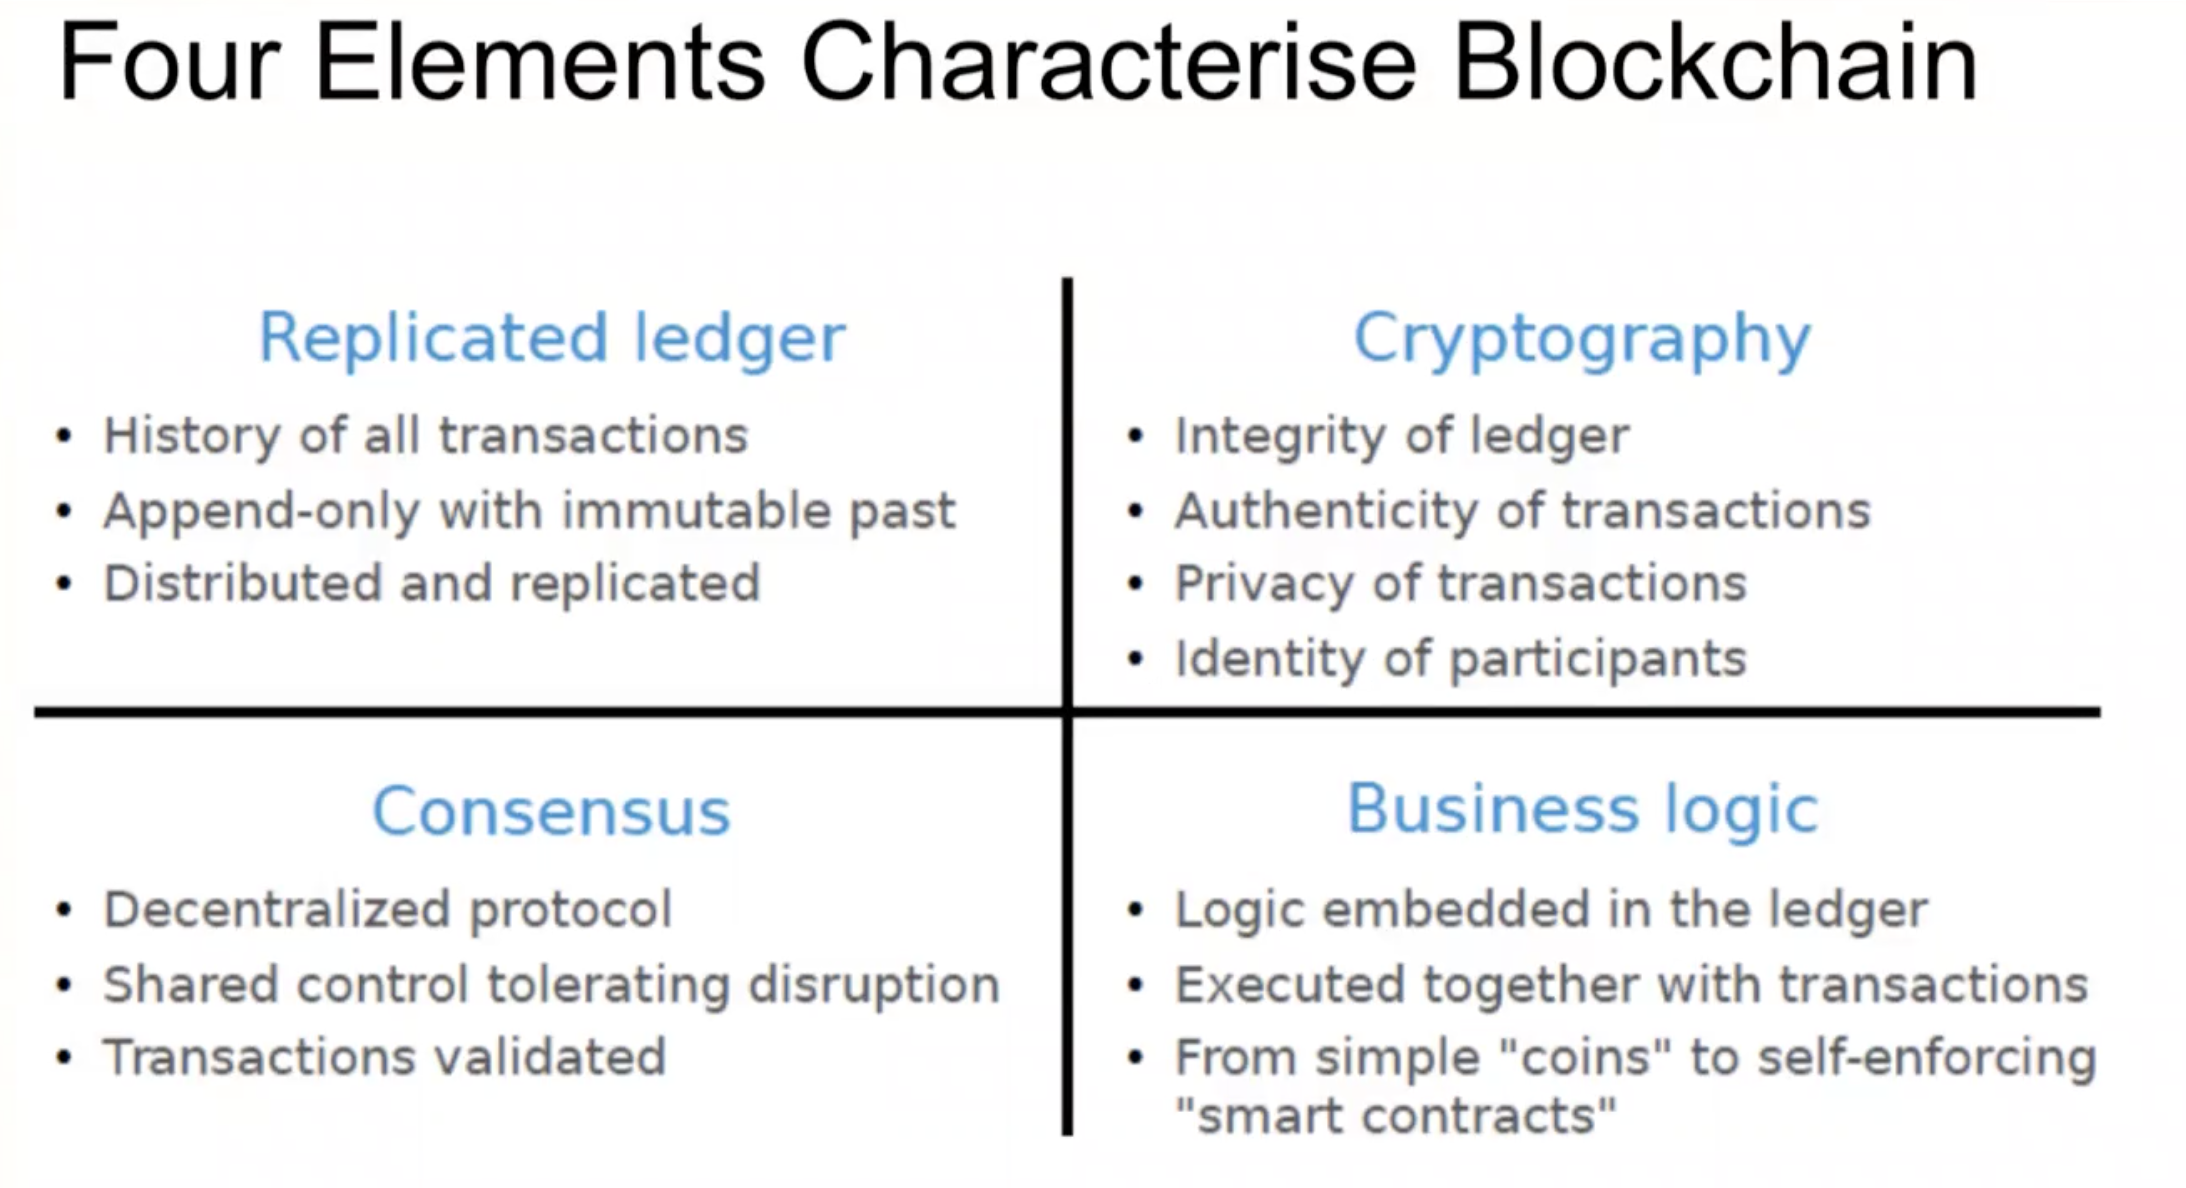 Four Elements Characterise Blockchain
Replicated ledger
• History of all transactions
• Append-only with immutable past
• Distributed and replicated
Cryptography
• Integrity of ledger
• Authenticity of transactions
• Privacy of transactions
• Identity of participants
Consensus
• Decentralized protocol
• Shared control tolerating disruption
• Transactions validated
Business logic
• Logic embedded in the ledger
• Executed together with transactions
• From simple "coins" to self-enforcing
"smart contracts"